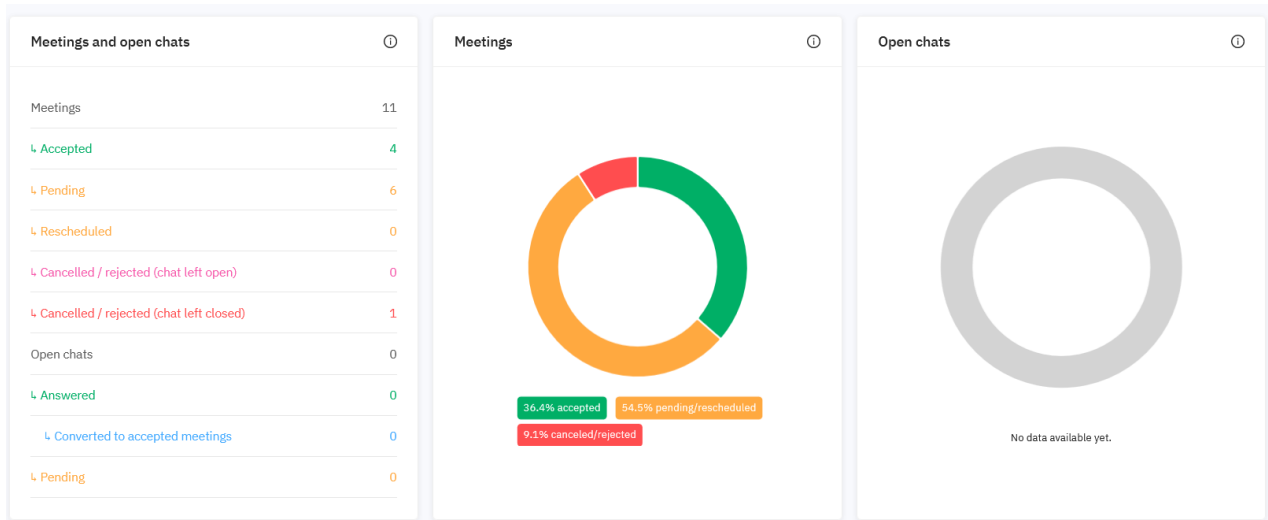 Meetings and open chats
Meetings 11
↳ Accepted 4
↳ Pending 6
↳ Rescheduled 0
↳ Cancelled / rejected (chat left open) 0
↳ Cancelled / rejected (chat left closed) 1
Open chats 0
↳ Answered 0
↳ Converted to accepted meetings 0
↳ Pending 0
Meetings
36.4% accepted 54.5% pending/rescheduled
9.1% canceled/rejected
Open chats
No data available yet.